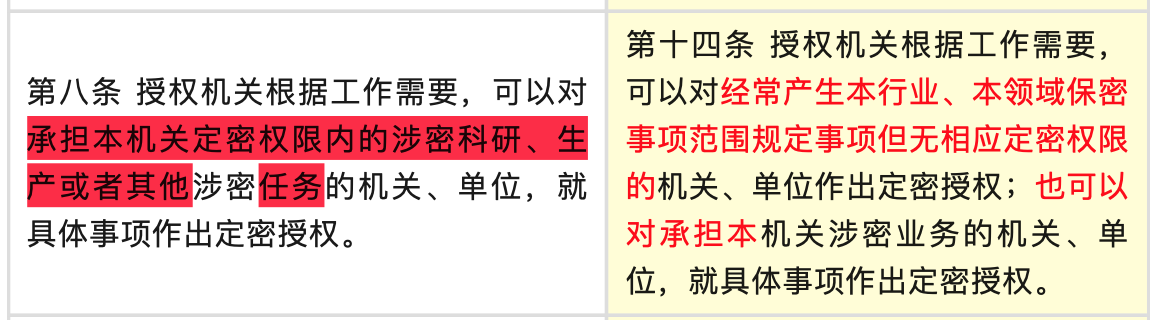 第八条 授权机关根据工作需要，可以对
承担本机关定密权限内的涉密科研、生
产或者其他涉密任务的机关、单位，就
具体事项作出定密授权。
第十四条 授权机关根据工作需要，
可以对经常产生本行业、本领域保密
事项范围规定事项但无相应定密权限
的机关、单位作出定密授权；也可以
对承担本机关涉密业务的机关、单
位，就具体事项作出定密授权。